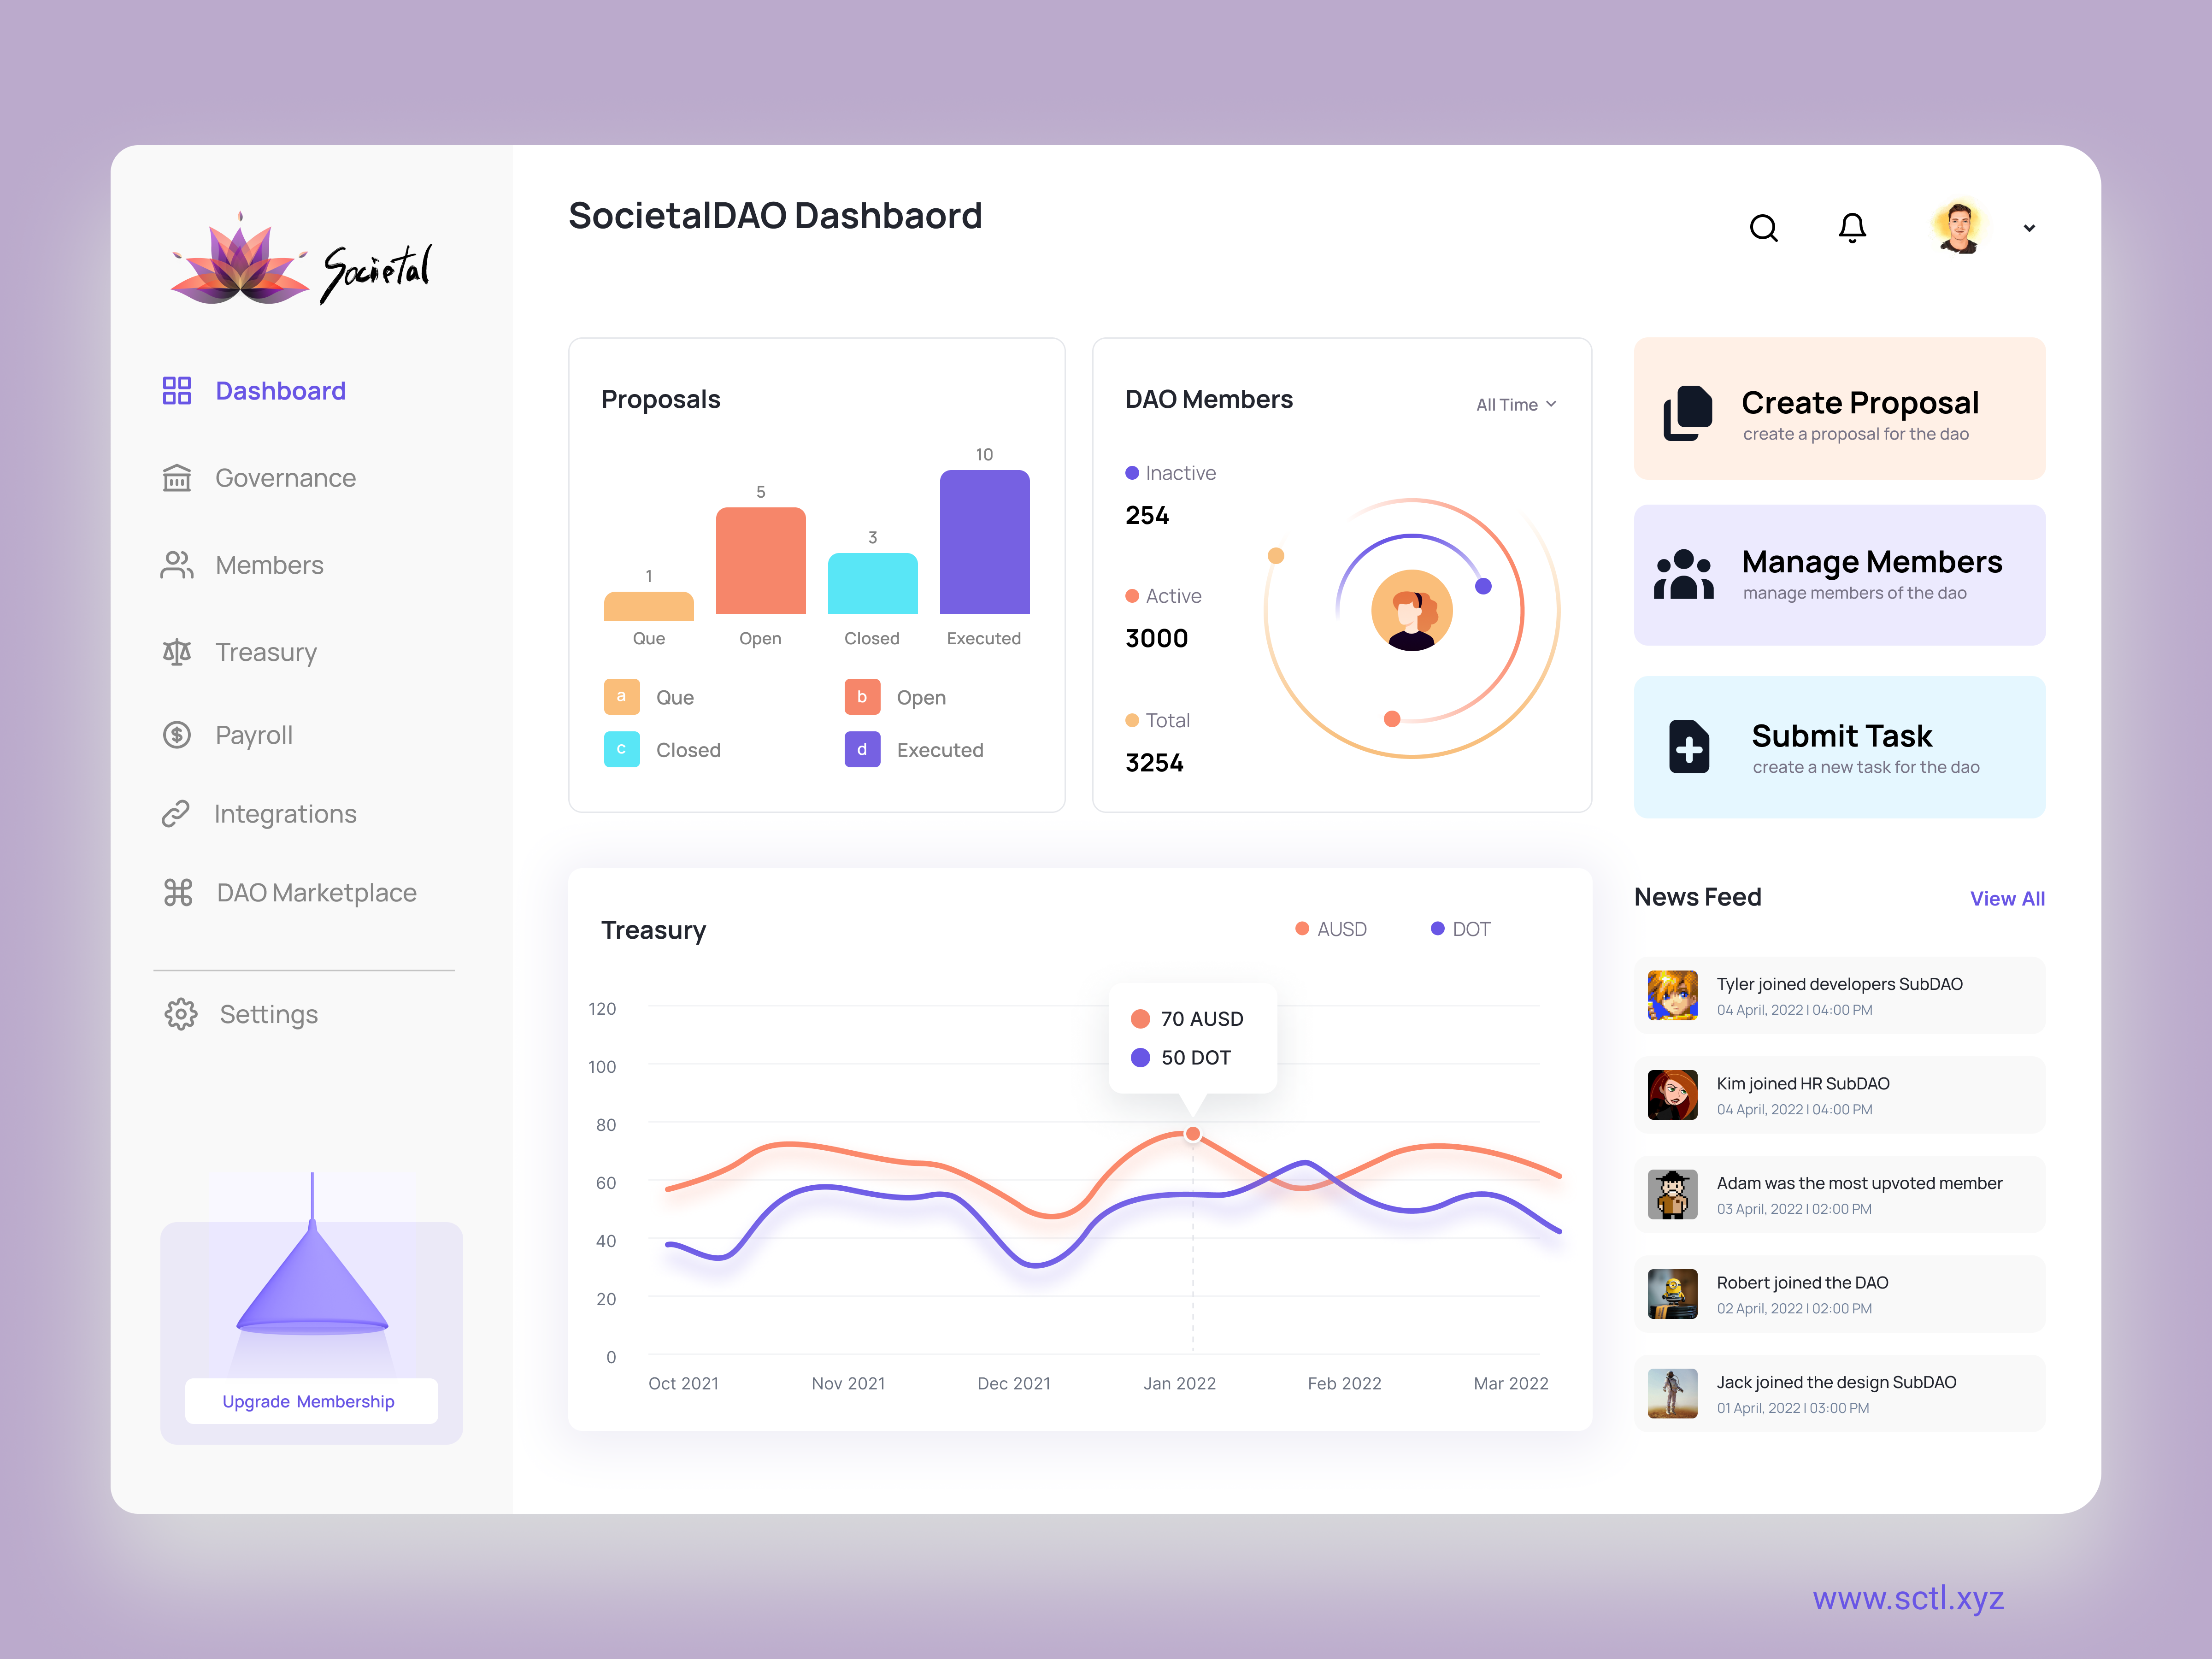 Societal
Dashboard
Governance
Members
Treasury
Payroll
Integrations
DAO Marketplace
Settings
Upgrade Membership
SocietalDAO Dashbaord
Proposals
1
5
3
10
Que
Open
Closed
Executed
a Que
b Open
c Closed
d Executed
DAO Members
All Time
Inactive
254
Active
3000
Total
3254
Create Proposal
create a proposal for the dao
Manage Members
manage members of the dao
Submit Task
create a new task for the dao
Treasury
AUSD
DOT
120
100
80
60
40
20
0
70 AUSD
50 DOT
Oct 2021
Nov 2021
Dec 2021
Jan 2022
Feb 2022
Mar 2022
News Feed
View All
Tyler joined developers SubDAO
04 April, 2022 | 04:00 PM
Kim joined HR SubDAO
04 April, 2022 | 04:00 PM
Adam was the most upvoted member
03 April, 2022 | 02:00 PM
Robert joined the DAO
02 April, 2022 | 02:00 PM
Jack joined the design SubDAO
01 April, 2022 | 03:00 PM
www.sctl.xyz